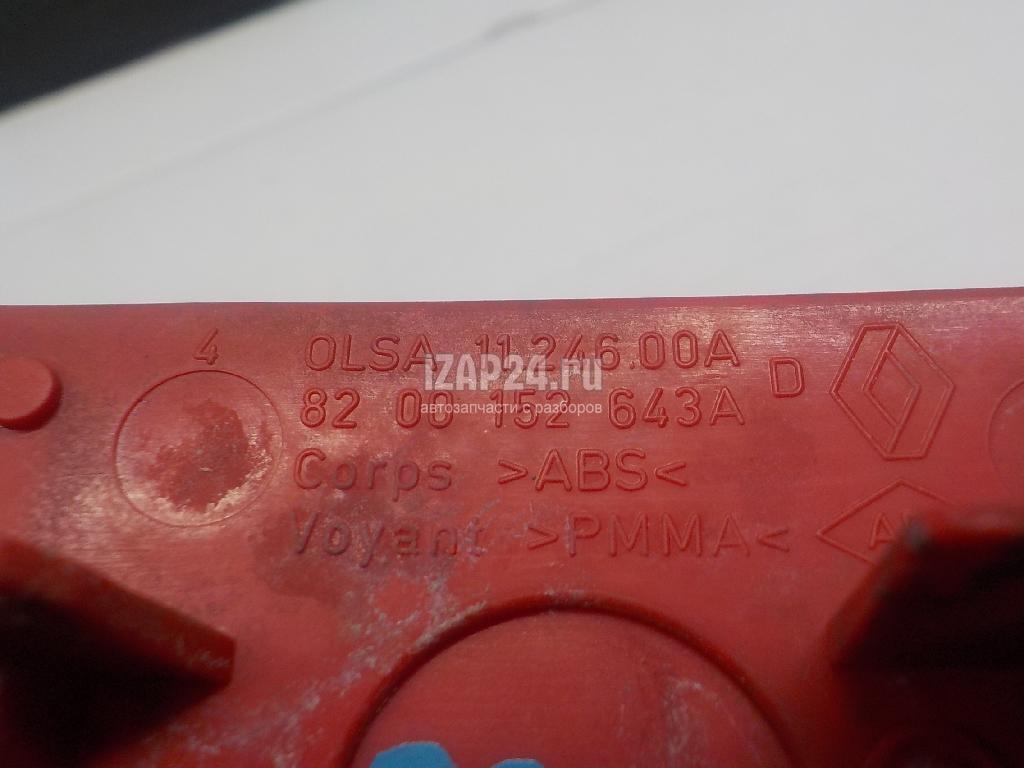 4 OLSA 11.246.00A
82 00 152 643A D
Corps >ABS<
Voyant >PMMA<
IZAP24.ru
автозапчасти с разборов